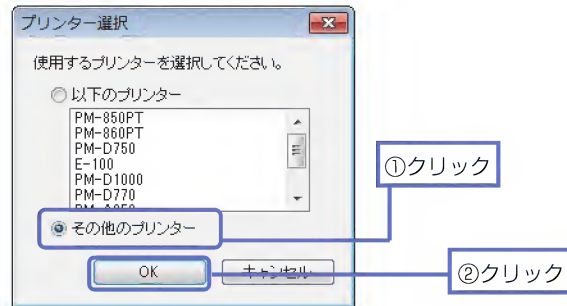 プリンター選択
使用するプリンターを選択してください。
以下のプリンター
PM-850PT
PM-860PT
PM-D750
E-100
PM-D1000
PM-D770
①クリック
その他のプリンター
OK キャンセル
②クリック